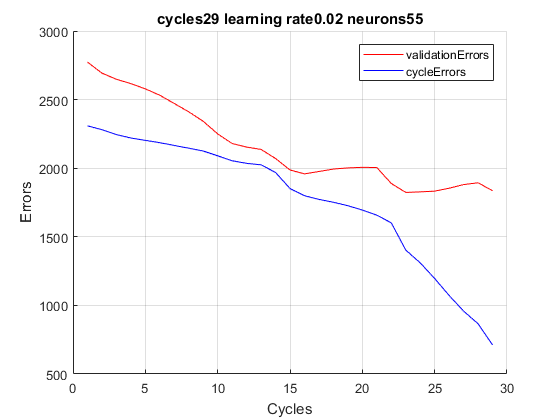 cycles29 learning rate0.02 neurons55
3000
validationErrors
cycleErrors
2500
2000
Errors
1500
1000
500
0 5 10 15 20 25 30
Cycles